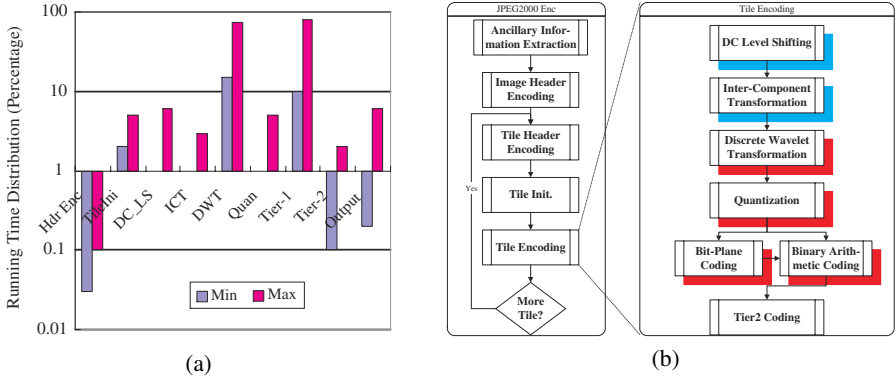 Running Time Distribution (Percentage)
100
10
1
0.1
0.01
Hdr Enc
TileIni
DC_LS
ICT
DWT
Quan
Tier-1
Tier-2
Output
Min
Max
(a)
JPEG2000 Enc
Ancillary Infor-
mation Extraction
Image Header
Encoding
Tile Header
Encoding
Yes
Tile Init.
Tile Encoding
More
Tile?
Tile Encoding
DC Level Shifting
Inter-Component
Transformation
Discrete Wavelet
Transformation
Quantization
Bit-Plane
Coding
Binary Arith-
metic Coding
Tier2 Coding
(b)